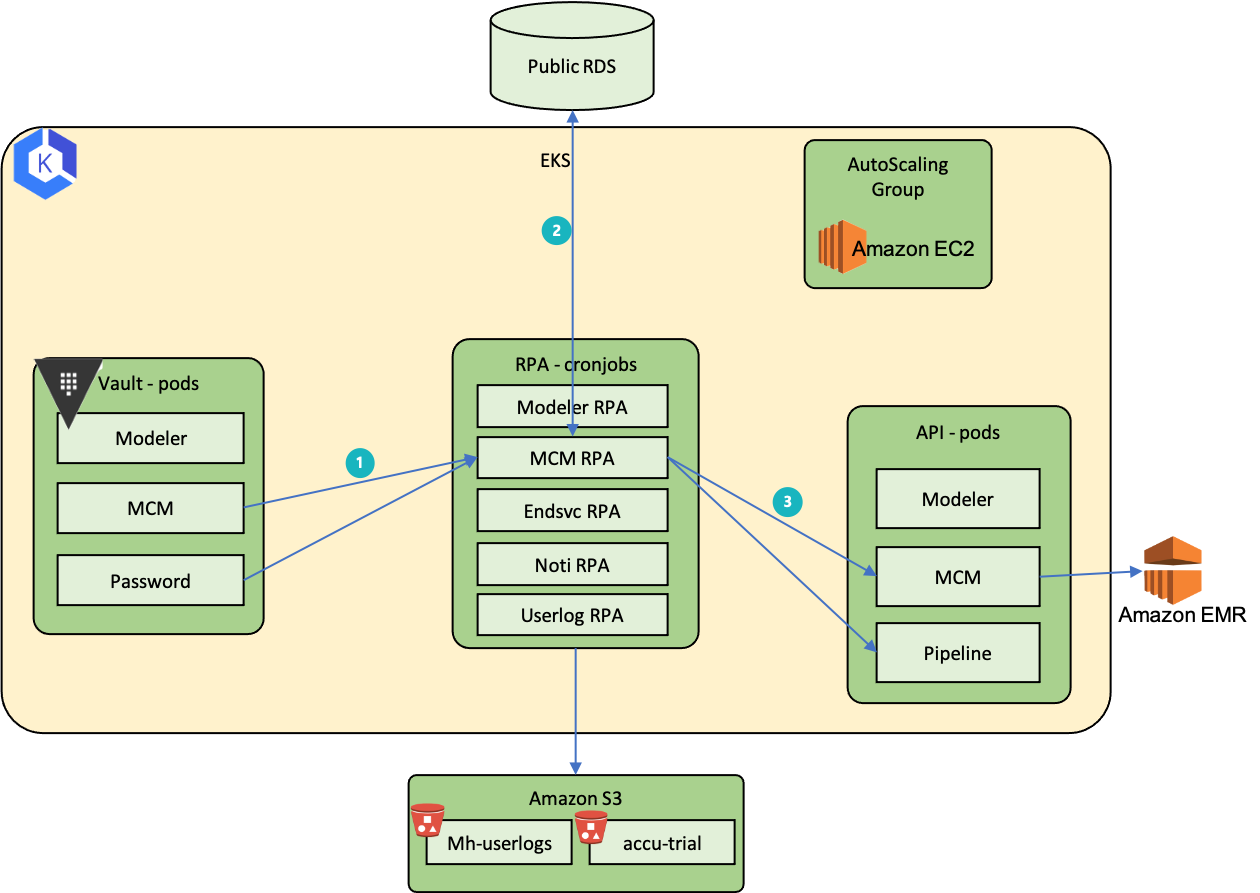 Public RDS
EKS
K
AutoScaling
Group
Amazon EC2
2
Vault - pods
Modeler
MCM
Password
1
RPA - cronjobs
Modeler RPA
MCM RPA
Endsvc RPA
Noti RPA
Userlog RPA
3
API - pods
Modeler
MCM
Pipeline
Amazon EMR
Amazon S3
Mh-userlogs
accu-trial